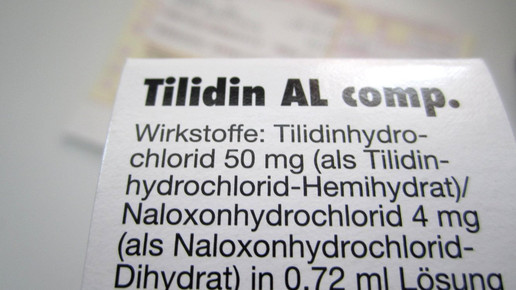 Tilidin AL comp.
Wirkstoffe: Tilidinhydro-
chlorid 50 mg (als Tilidin-
hydrochlorid-Hemihydrat)/
Naloxonhydrochlorid 4 mg
(als Naloxonhydrochlorid-
Dihydrat) in 0,72 ml Lösung